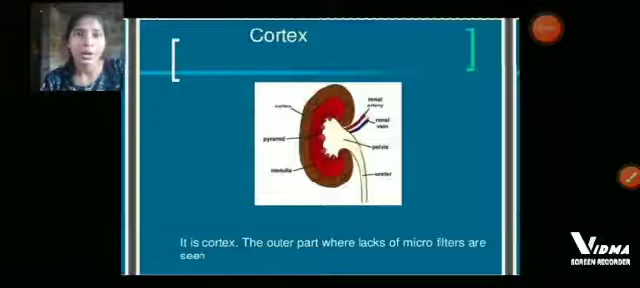 Cortex
renal
artery
cortex
renal
vein
pyramid
pelvis
medulla
ureter
It is cortex. The outer part where lacks of micro filters are
seen
VIDMA
SCREEN RECORDER